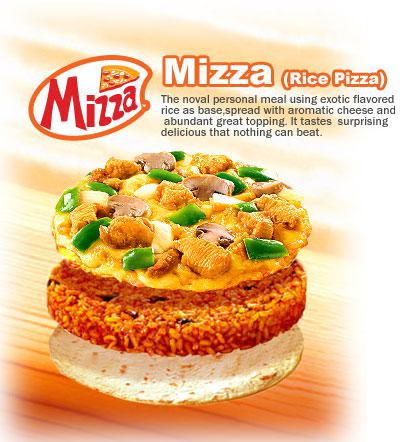 Mizza
Mizza (Rice Pizza)
The noval personal meal using exotic flavored
rice as base,spread with aromatic cheese and
abundant great topping. It tastes surprising
delicious that nothing can beat.